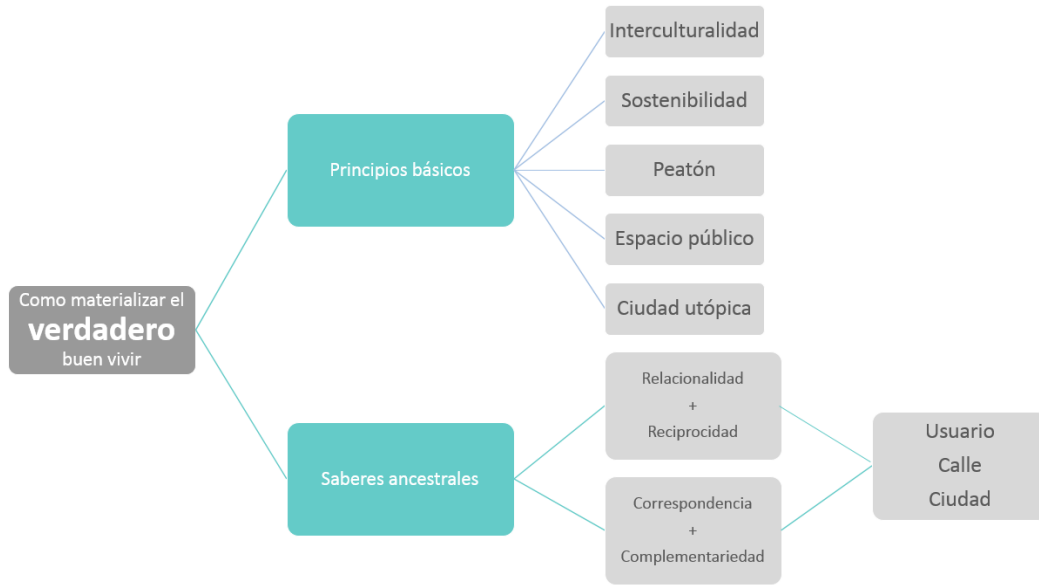 Como materializar el
verdadero
buen vivir
Principios básicos
Interculturalidad
Sostenibilidad
Peatón
Espacio público
Ciudad utópica
Saberes ancestrales
Relacionalidad
+
Reciprocidad
Correspondencia
+
Complementariedad
Usuario
Calle
Ciudad